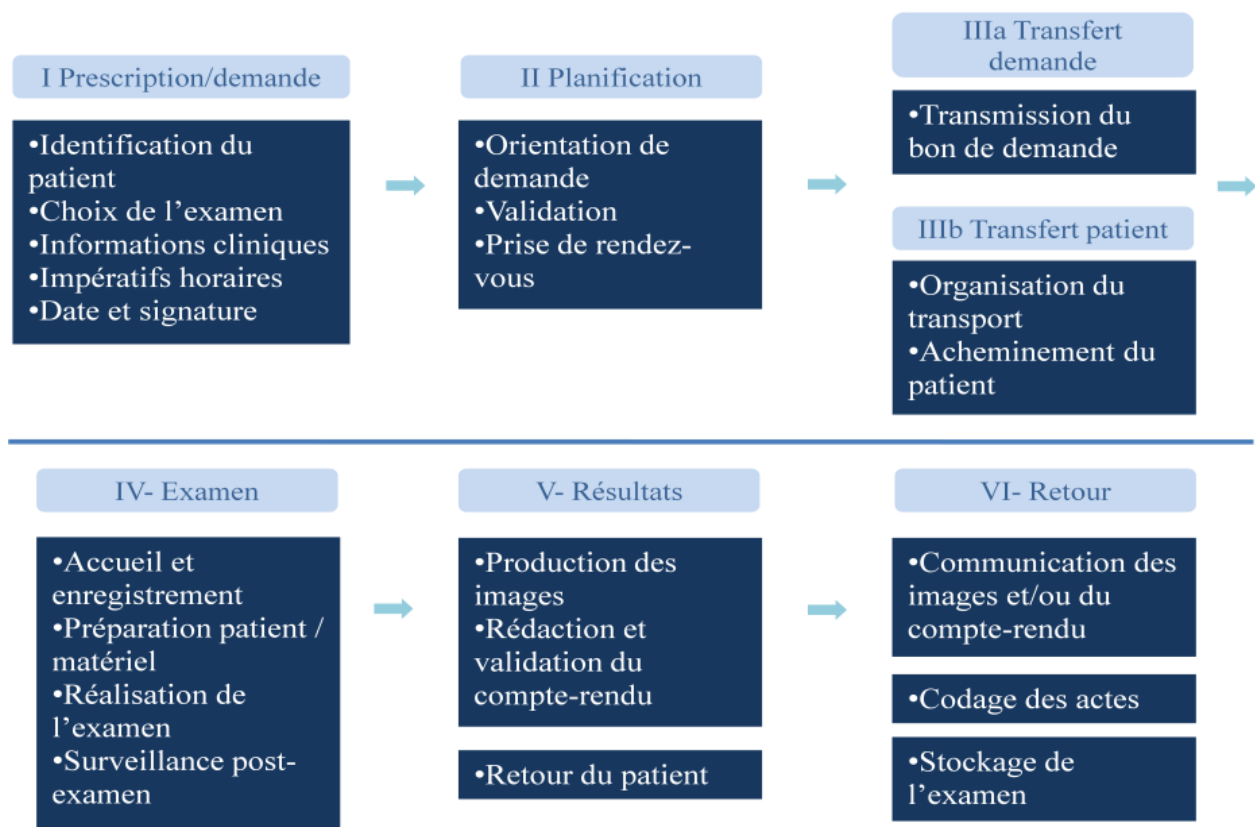 I Prescription/demande
•Identification du
patient
•Choix de l’examen
•Informations cliniques
•Impératifs horaires
•Date et signature
II Planification
•Orientation de
demande
•Validation
•Prise de rendez-
vous
IIIa Transfert
demande
•Transmission du
bon de demande
IIIb Transfert patient
•Organisation du
transport
•Acheminement du
patient
IV- Examen
•Accueil et
enregistrement
•Préparation patient /
matériel
•Réalisation de
l’examen
•Surveillance post-
examen
V- Résultats
•Production des
images
•Rédaction et
validation du
compte-rendu
•Retour du patient
VI- Retour
•Communication des
images et/ou du
compte-rendu
•Codage des actes
•Stockage de
l’examen